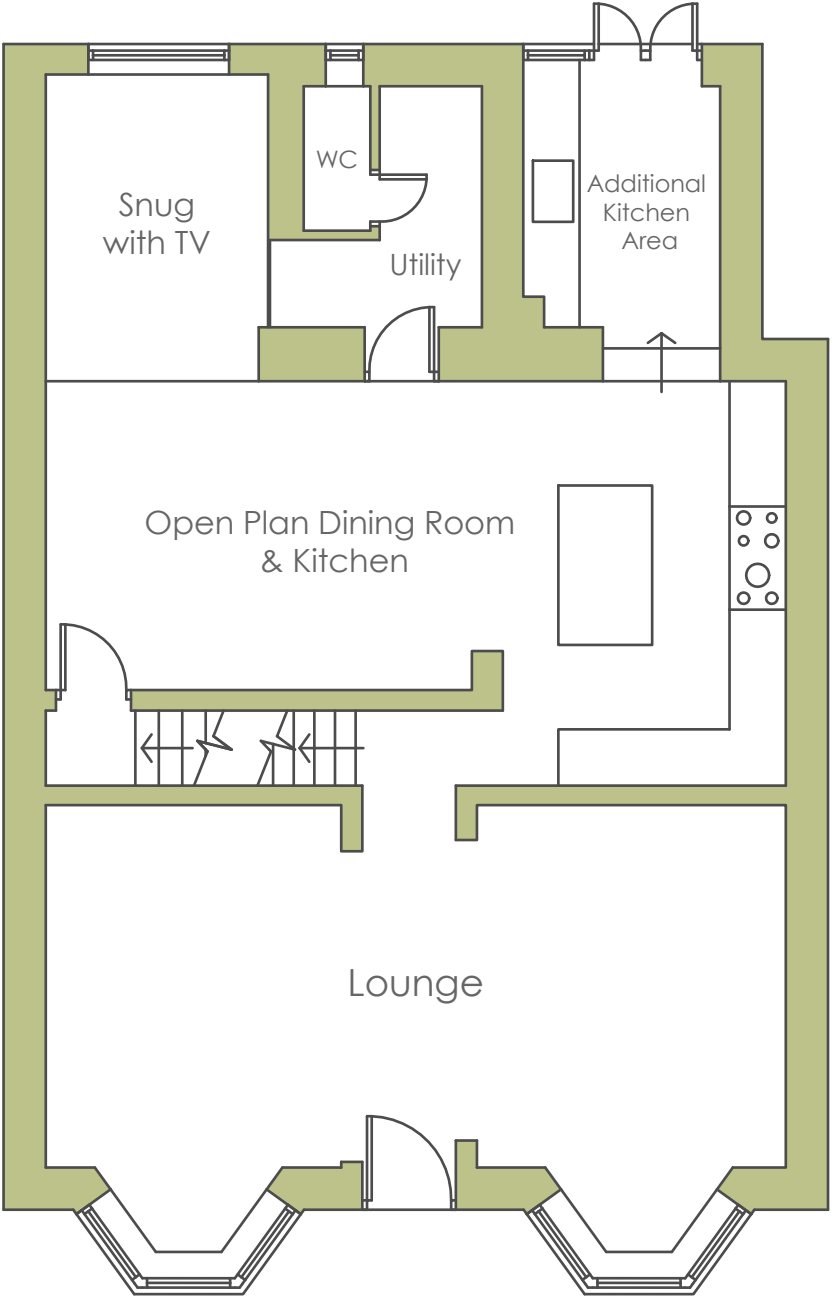 WC
Snug
with TV
Additional
Kitchen
Area
Utility
Open Plan Dining Room
& Kitchen
Lounge